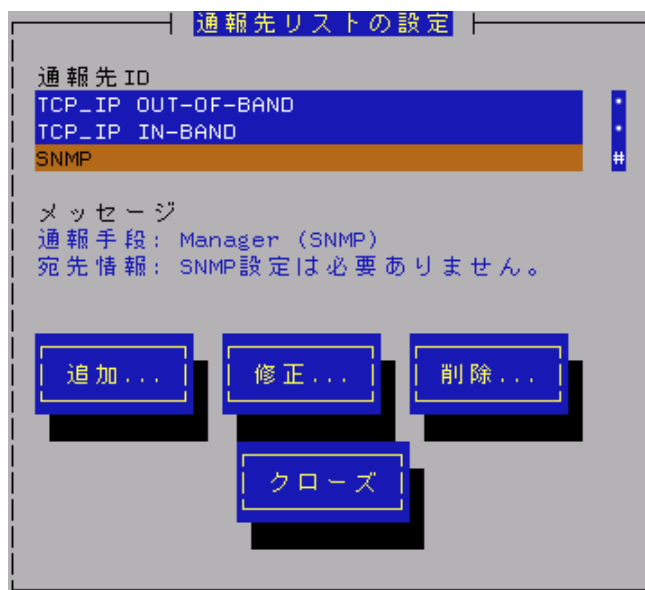 通報先リストの設定
通報先ID
TCP_IP OUT-OF-BAND
TCP_IP IN-BAND
SNMP #
メッセージ
通報手段: Manager (SNMP)
宛先情報: SNMP設定は必要ありません。
追加... 修正... 削除...
クローズ